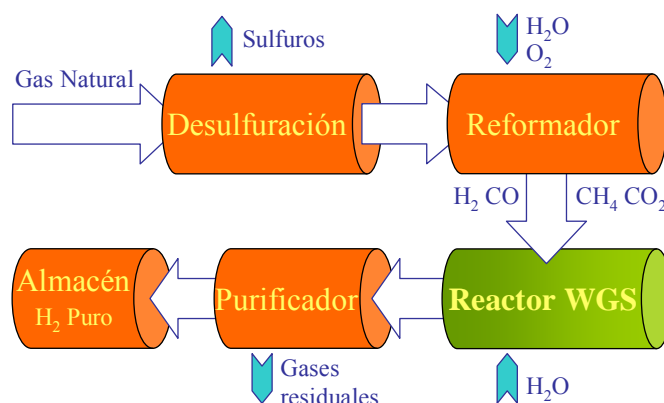 Sulfuros
H₂O
O₂
Gas Natural
Desulfuración
Reformador
H₂ CO
CH₄ CO₂
Almacén
H₂ Puro
Purificador
Reactor WGS
Gases
residuales
H₂O